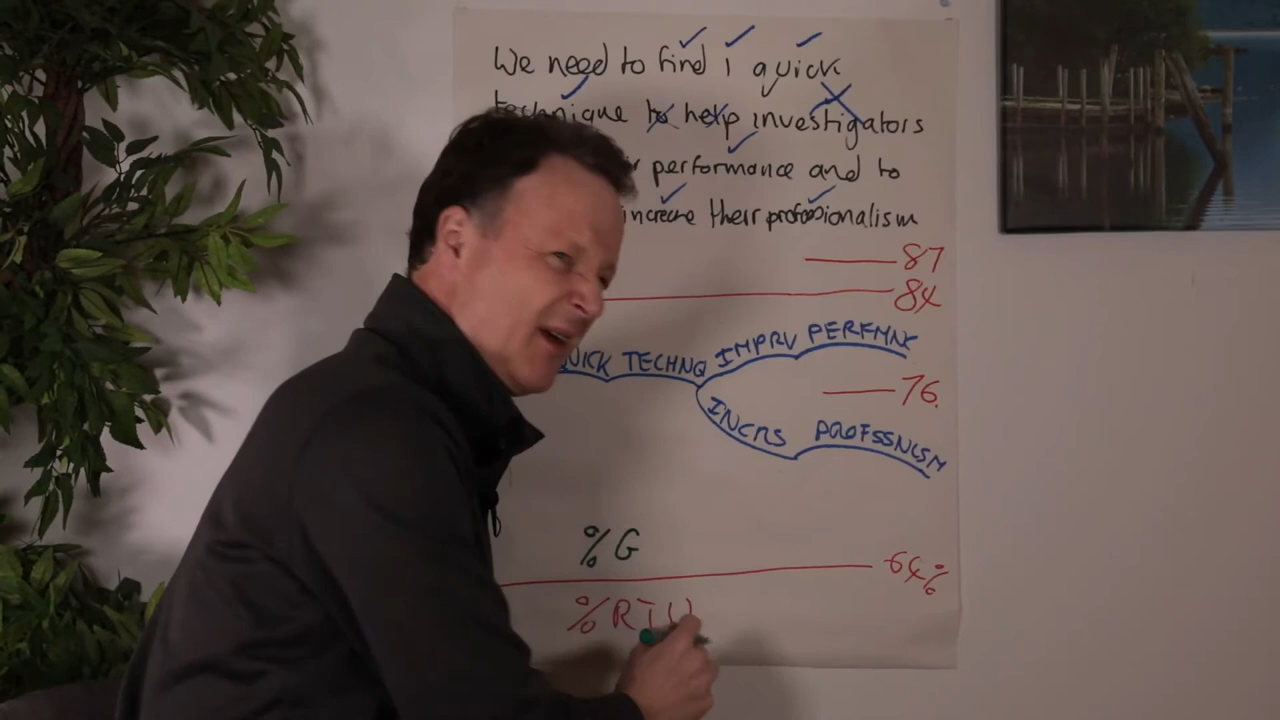 We need to find 1 quick
technique to help investigators
performance and to
increase their professionalism
87
84
QUICK TECHNQ IMPRV PERFMNC
76.
INCRS PROFSSNLSM
%G
64%
%RTW